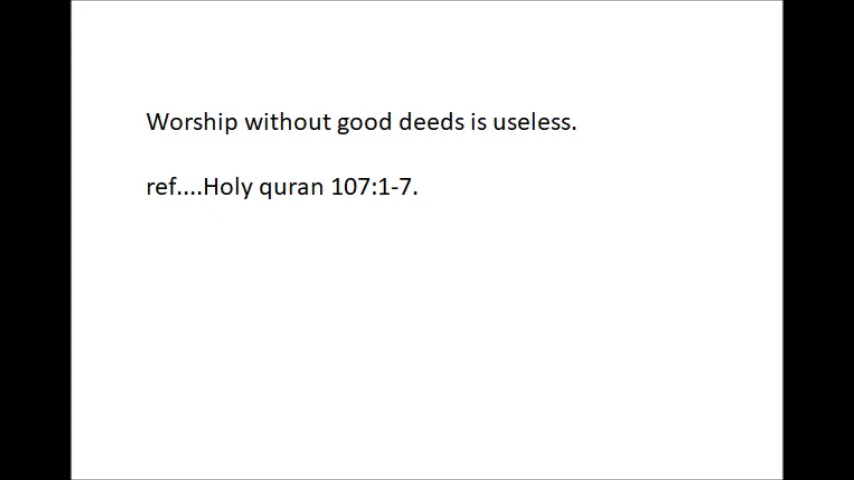 Worship without good deeds is useless.
ref....Holy quran 107:1-7.